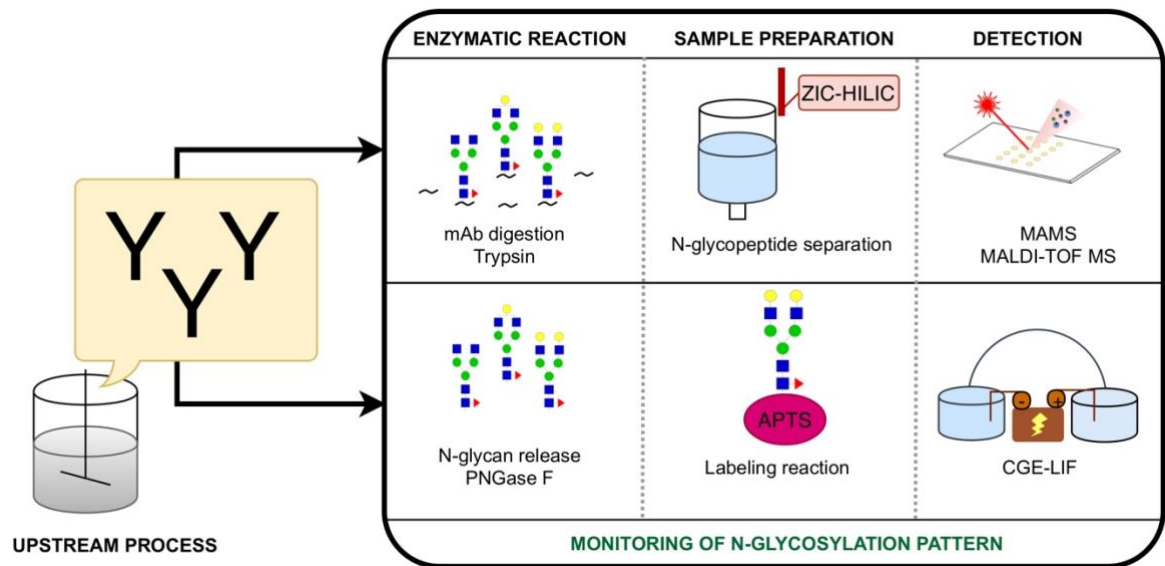 ENZYMATIC REACTION
SAMPLE PREPARATION
DETECTION
ZIC-HILIC
mAb digestion
Trypsin
N-glycopeptide separation
MAMS
MALDI-TOF MS
Y Y
Y
APTS
- +
N-glycan release
PNGase F
Labeling reaction
CGE-LIF
UPSTREAM PROCESS
MONITORING OF N-GLYCOSYLATION PATTERN